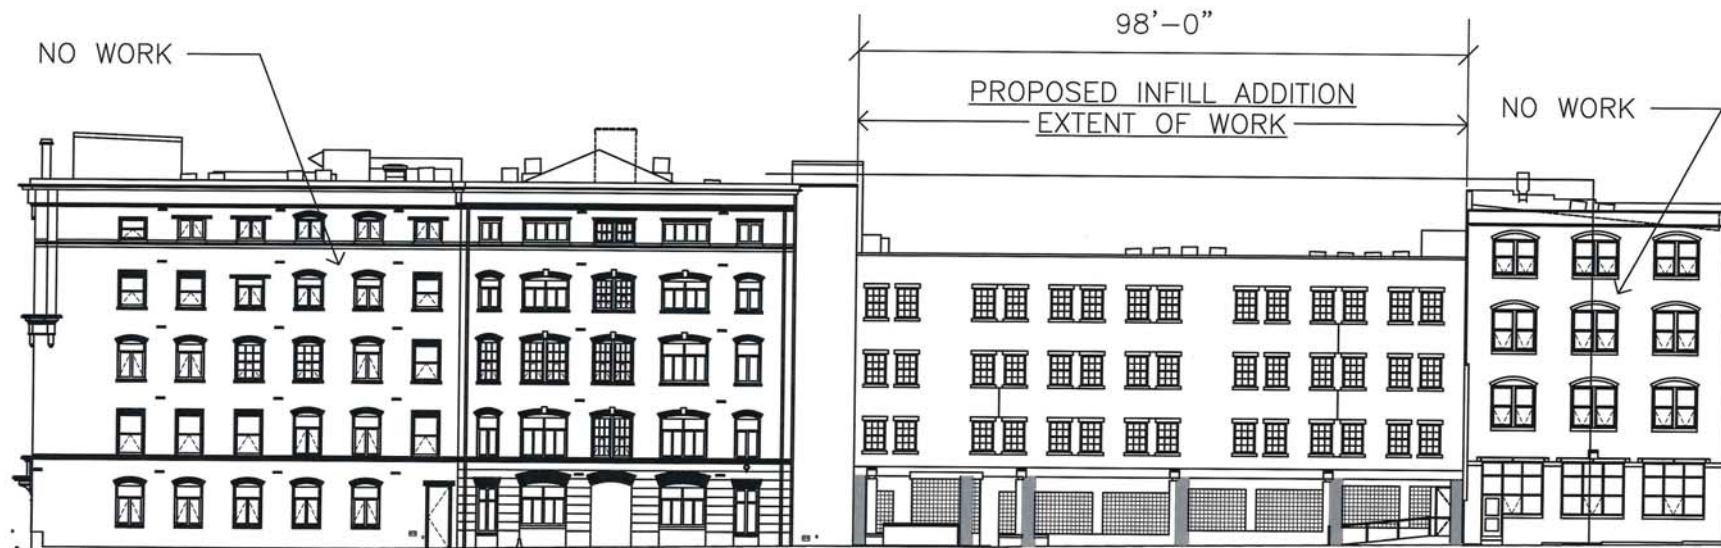 98'-0"
NO WORK
PROPOSED INFILL ADDITION
EXTENT OF WORK
NO WORK